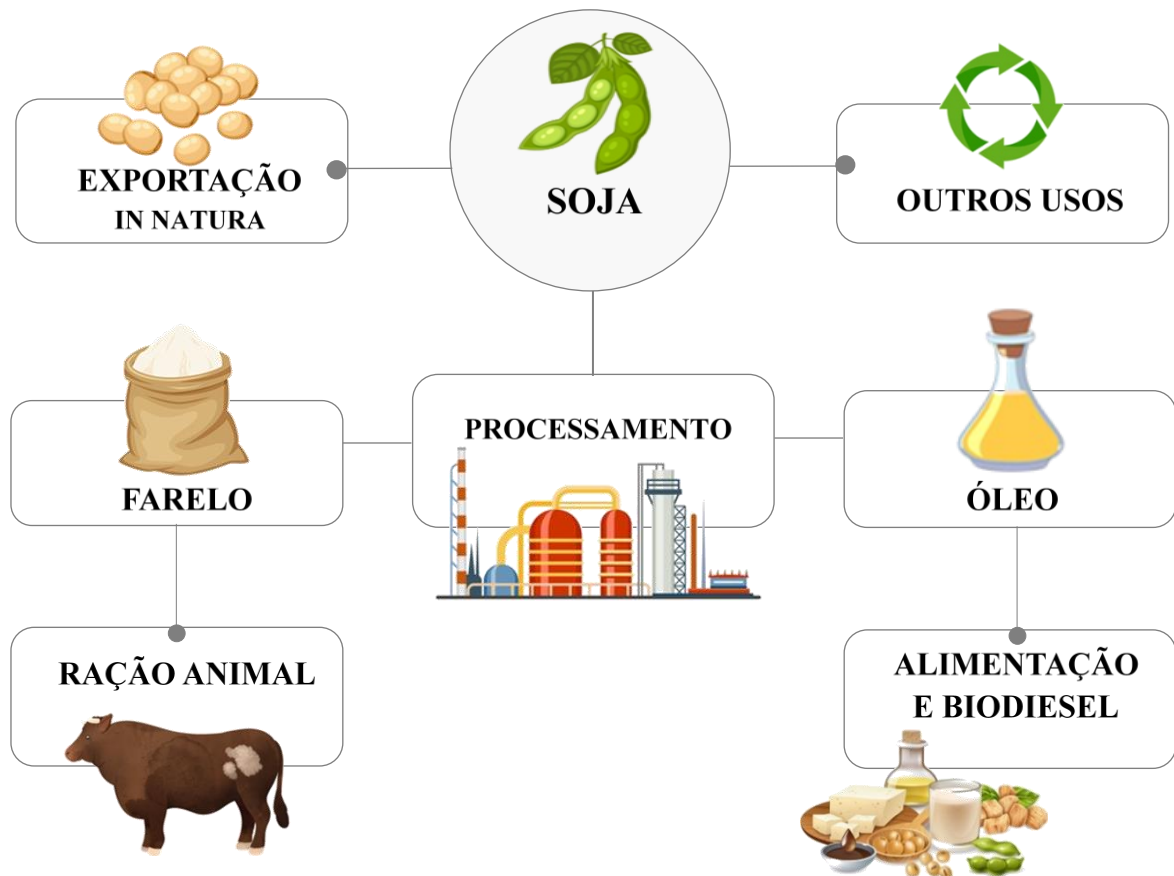 EXPORTAÇÃO
IN NATURA
SOJA
OUTROS USOS
FARELO
PROCESSAMENTO
ÓLEO
RAÇÃO ANIMAL
ALIMENTAÇÃO
E BIODIESEL